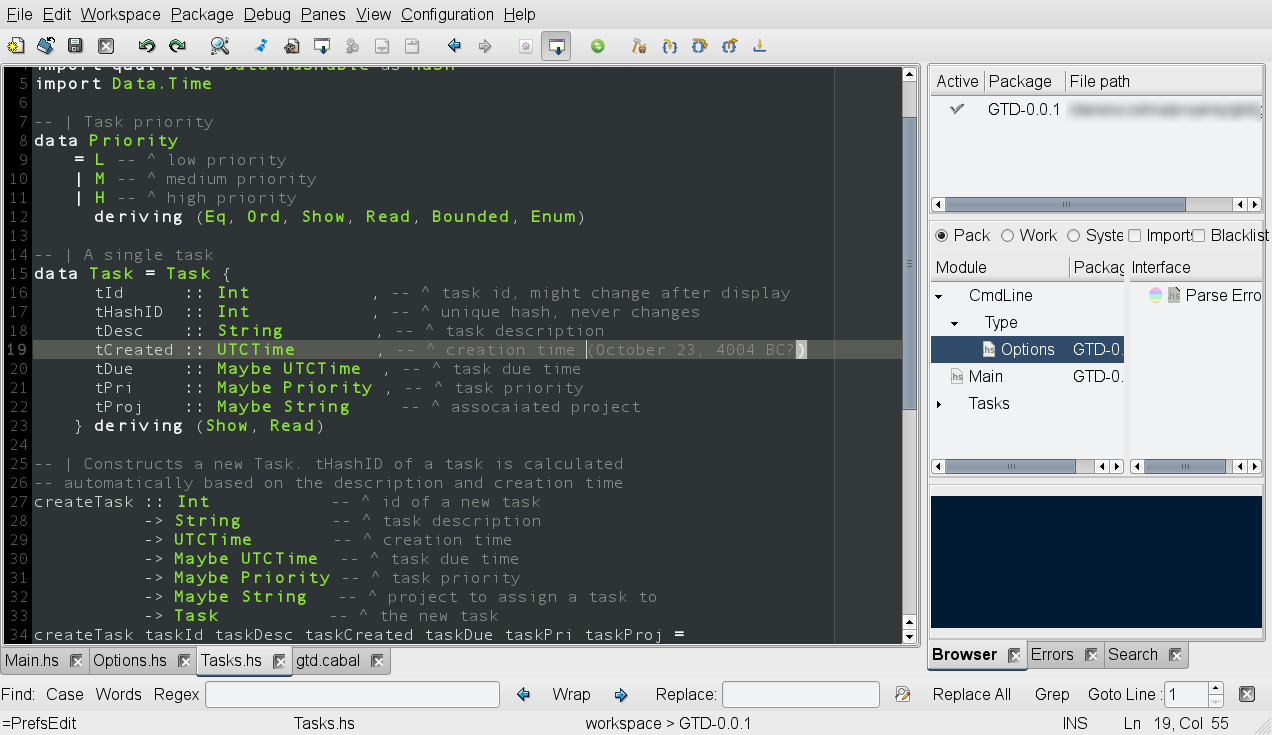 File Edit Workspace Package Debug Panes View Configuration Help
import qualified Data.Hashable as Hash
5 import Data.Time
6
7 -- | Task priority
8 data Priority
9 = L -- ^ low priority
10 | M -- ^ medium priority
11 | H -- ^ high priority
12 deriving (Eq, Ord, Show, Read, Bounded, Enum)
13
14 -- | A single task
15 data Task = Task {
16 tId :: Int , -- ^ task id, might change after display
17 tHashID :: Int , -- ^ unique hash, never changes
18 tDesc :: String , -- ^ task description
19 tCreated :: UTCTime , -- ^ creation time (October 23, 4004 BC?)
20 tDue :: Maybe UTCTime , -- ^ task due time
21 tPri :: Maybe Priority , -- ^ task priority
22 tProj :: Maybe String -- ^ assocaiated project
23 } deriving (Show, Read)
24
25 -- | Constructs a new Task. tHashID of a task is calculated
26 -- automatically based on the description and creation time
27 createTask :: Int -- ^ id of a new task
28 -> String -- ^ task description
29 -> UTCTime -- ^ creation time
30 -> Maybe UTCTime -- ^ task due time
31 -> Maybe Priority -- ^ task priority
32 -> Maybe String -- ^ project to assign a task to
33 -> Task -- ^ the new task
34 createTask taskId taskDesc taskCreated taskDue taskPri taskProj =
Main.hs Options.hs Tasks.hs gtd.cabal
Active Package File path
GTD-0.0.1
Pack Work Syste Imports Blacklist
Module Packag Interface
CmdLine
Type
hs Options GTD-0.
hs Main GTD-0.
Tasks
hs Parse Erro
Browser Errors Search
Find: Case Words Regex Wrap Replace: Replace All Grep Goto Line : 1
=PrefsEdit Tasks.hs workspace > GTD-0.0.1 INS Ln 19, Col 55